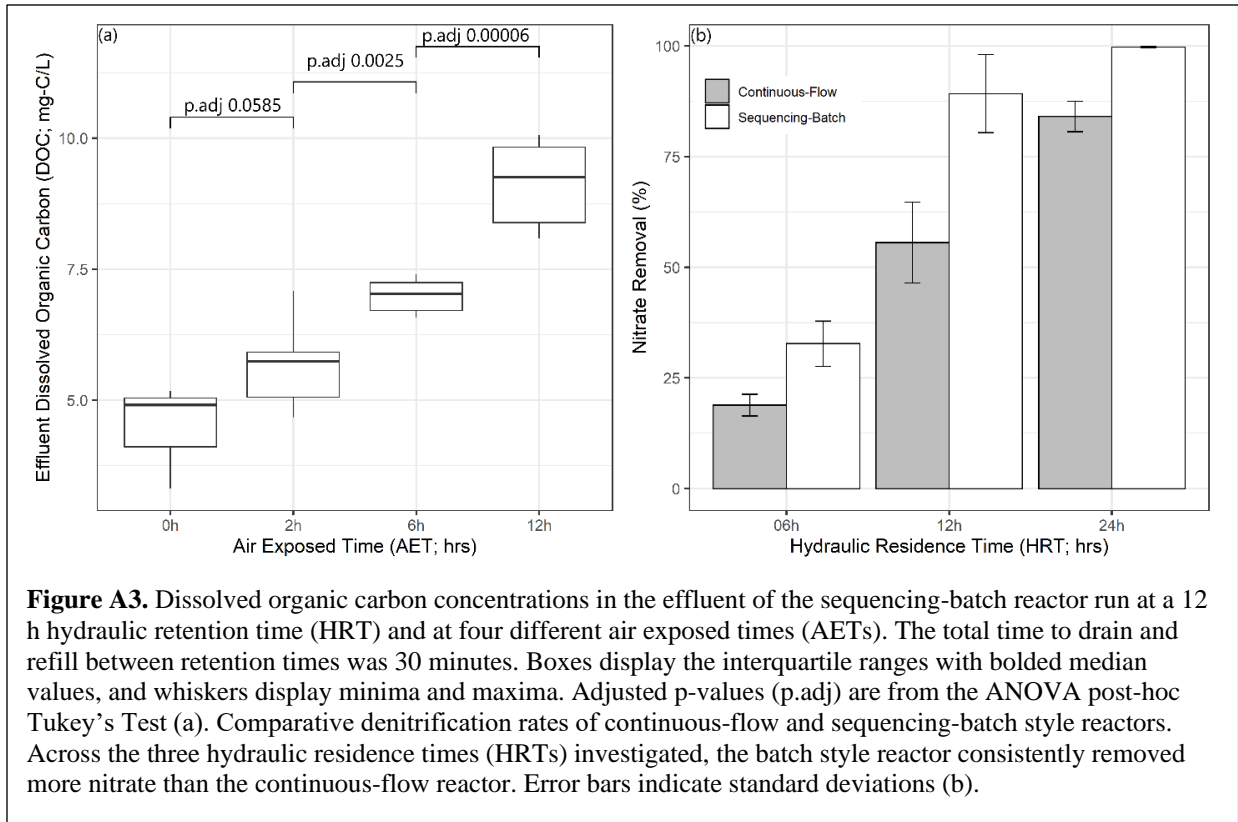 (a)
p.adj 0.00006
p.adj 0.0025
p.adj 0.0585
Effluent Dissolved Organic Carbon (DOC; mg-C/L)
10.0
7.5
5.0
0h 2h 6h 12h
Air Exposed Time (AET; hrs)
(b)
Continuous-Flow
Sequencing-Batch
Nitrate Removal (%)
100
75
50
25
0
06h 12h 24h
Hydraulic Residence Time (HRT; hrs)
Figure A3. Dissolved organic carbon concentrations in the effluent of the sequencing-batch reactor run at a 12
h hydraulic retention time (HRT) and at four different air exposed times (AETs). The total time to drain and
refill between retention times was 30 minutes. Boxes display the interquartile ranges with bolded median
values, and whiskers display minima and maxima. Adjusted p-values (p.adj) are from the ANOVA post-hoc
Tukey's Test (a). Comparative denitrification rates of continuous-flow and sequencing-batch style reactors.
Across the three hydraulic residence times (HRTs) investigated, the batch style reactor consistently removed
more nitrate than the continuous-flow reactor. Error bars indicate standard deviations (b).